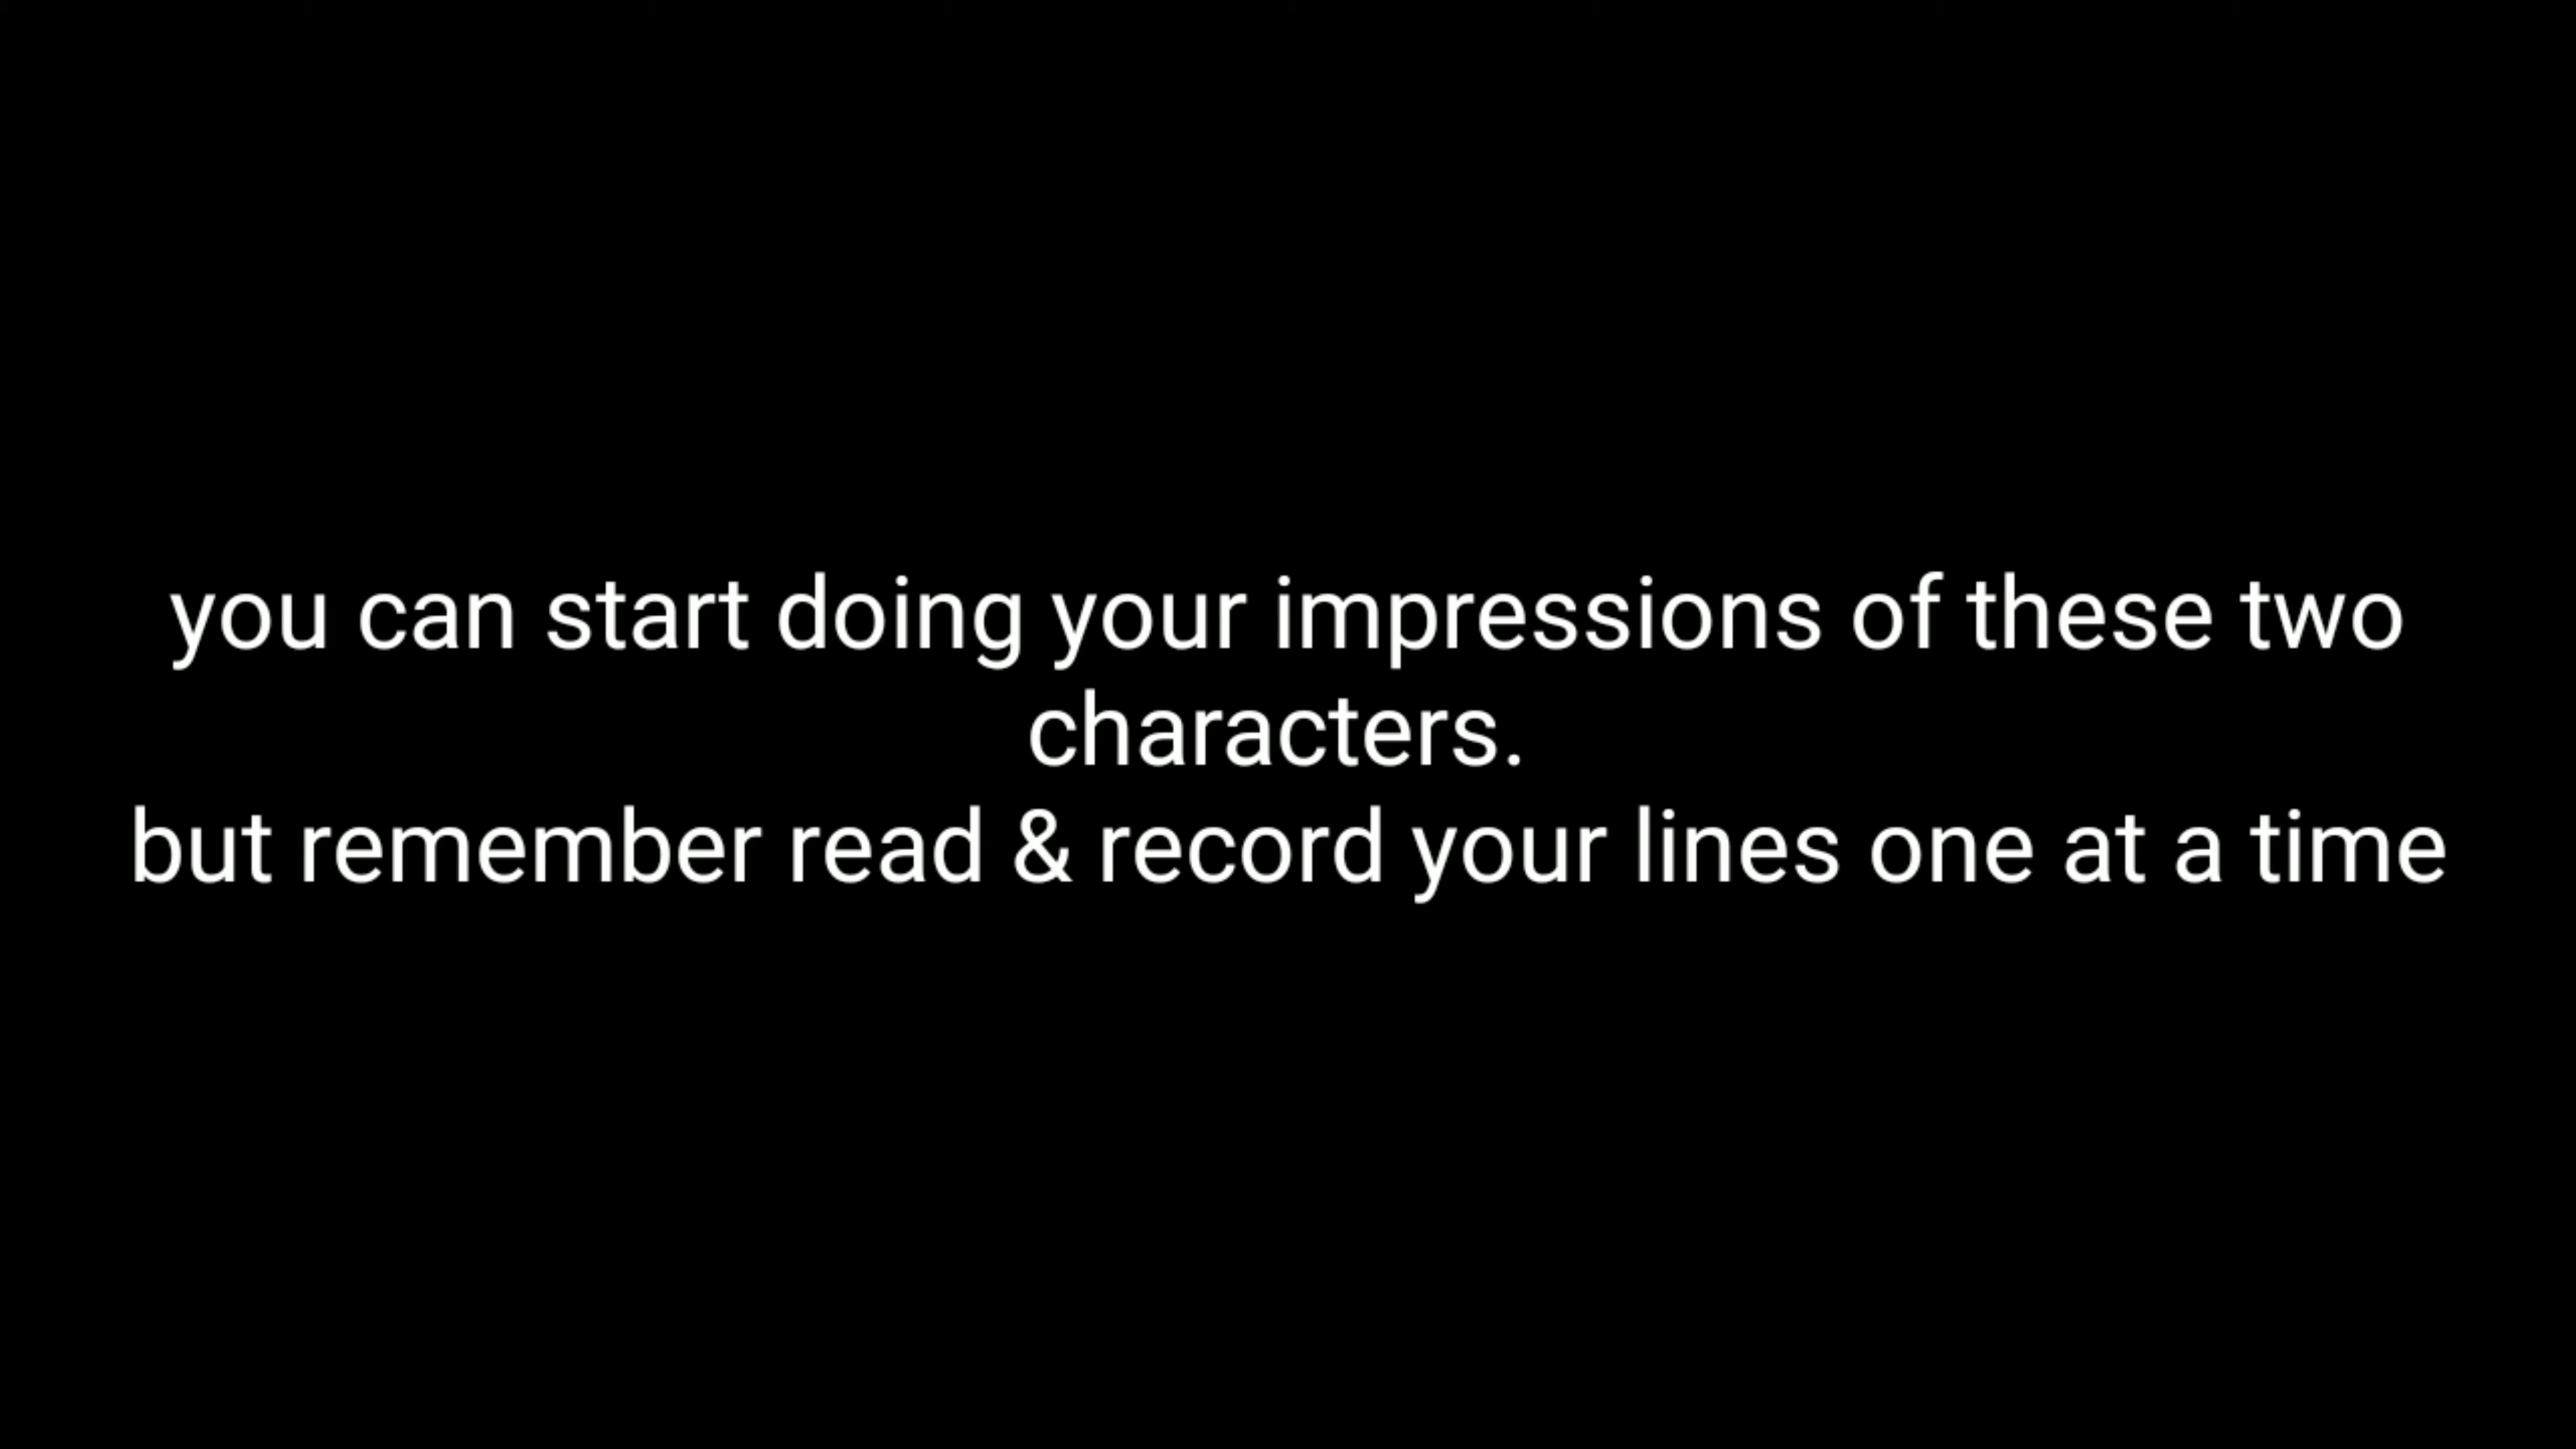 you can start doing your impressions of these two
characters.
but remember read & record your lines one at a time